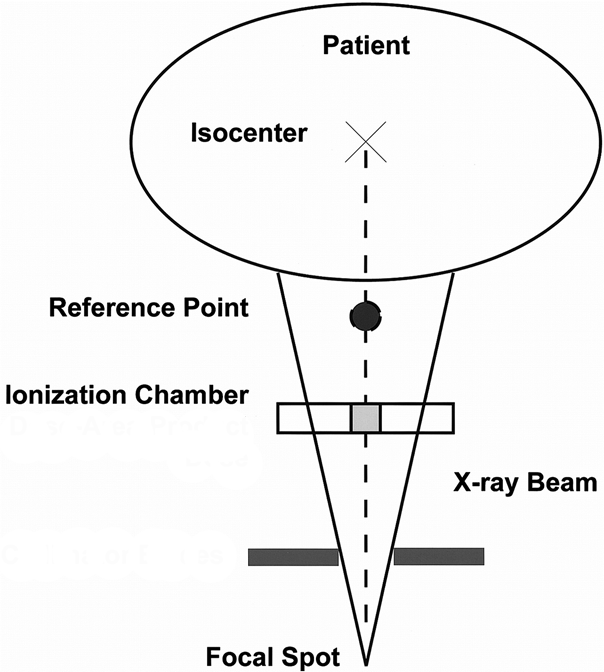 Patient
Isocenter
Reference Point
Ionization Chamber
X-ray Beam
Focal Spot